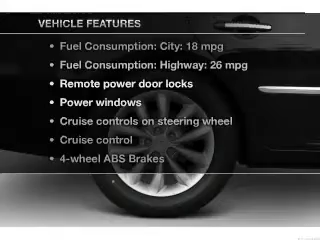 VEHICLE FEATURES
• Fuel Consumption: City: 18 mpg
• Fuel Consumption: Highway: 26 mpg
• Remote power door locks
• Power windows
• Cruise controls on steering wheel
• Cruise control
• 4-wheel ABS Brakes